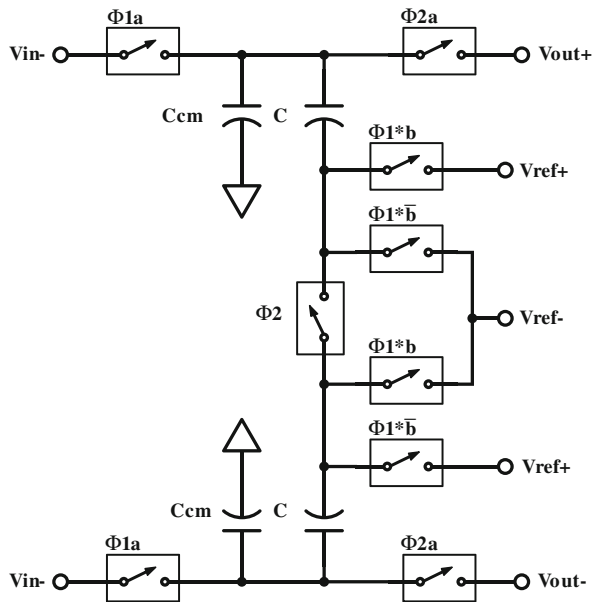 Φ1a Φ2a
Vin- Vout+
Ccm C
Φ1*b
Vref+
Φ1*b̅
Φ2 Vref-
Φ1*b
Φ1*b̅
Vref+
Ccm C
Φ1a Φ2a
Vin- Vout-